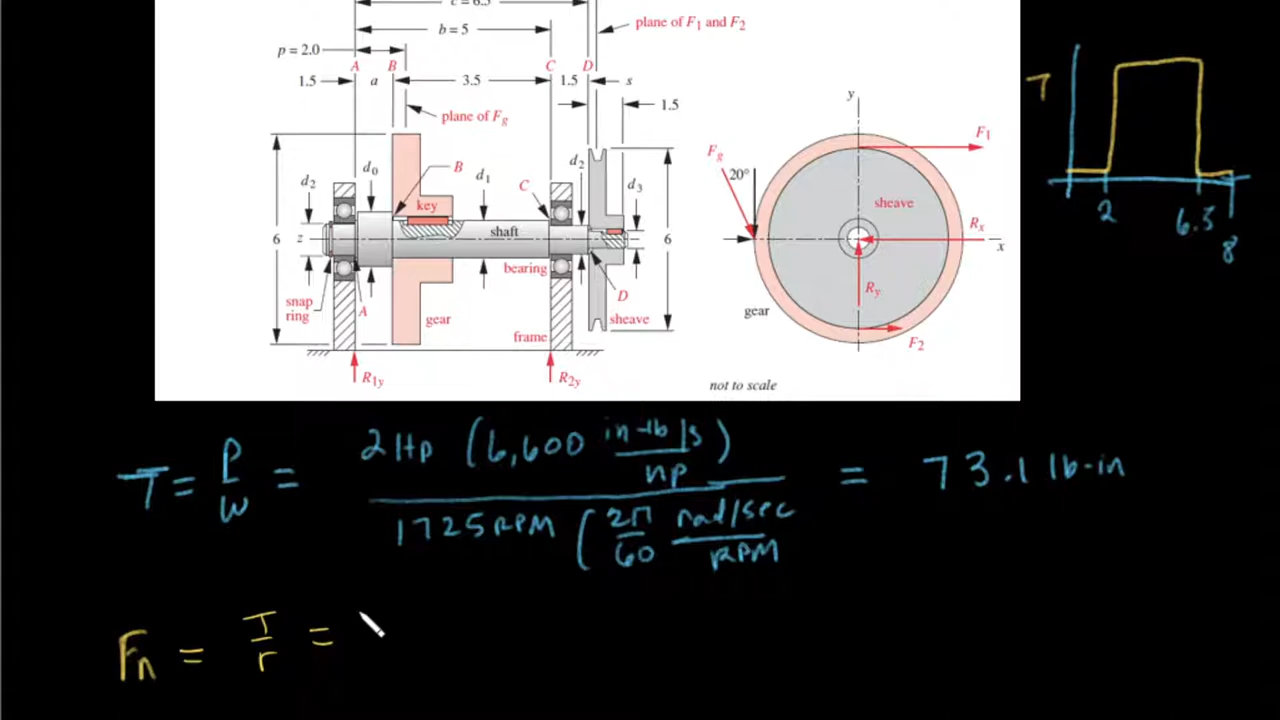 c = 6.5
plane of F1 and F2
b = 5
p = 2.0
A B C D
1.5 a 3.5 1.5 s
1.5
plane of Fg
d2 d0 B d1 C d2 d3
key
6 z shaft 6
bearing
snap ring
A
gear
D
sheave
frame
R1y R2y
y
F1
Fg
20°
sheave
Rx
x
Ry
gear
F2
not to scale
T
2 6.5 8
T = P/w = 2 Hp (6,600 in-lb/s / hp) / 1725 RPM (2π/60 rad/sec / RPM = 73.1 lb-in
Fn = T/r =